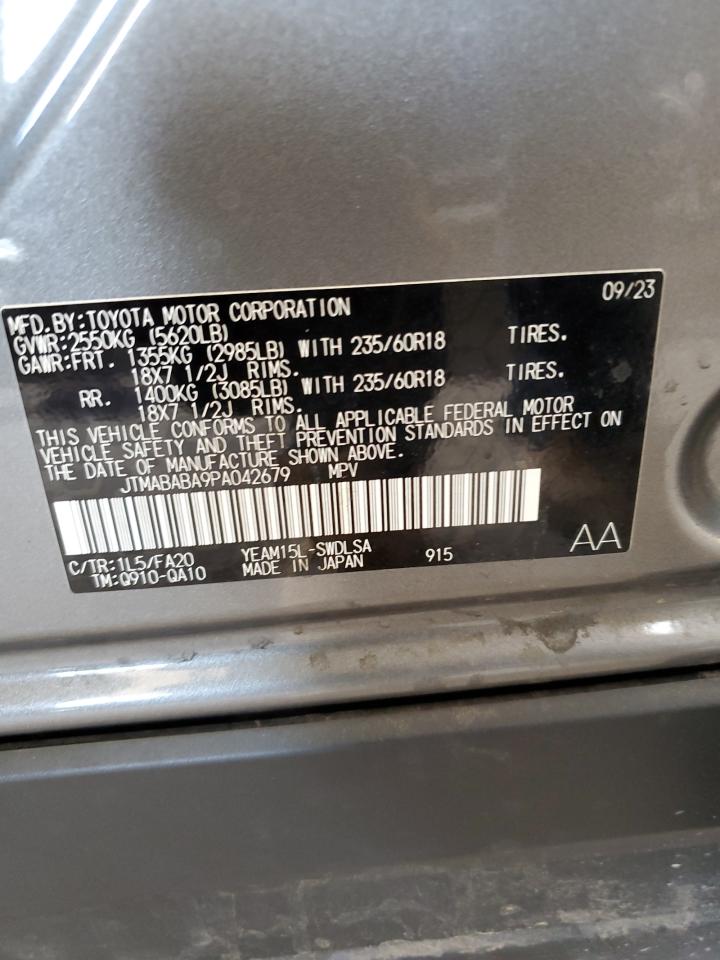 MFD.BY:TOYOTA MOTOR CORPORATION 09/23
GVWR:2550KG (5620LB)
GAWR:FRT. 1355KG (2985LB) WITH 235/60R18 TIRES.
18X7 1/2J RIMS.
RR. 1400KG (3085LB) WITH 235/60R18 TIRES.
18X7 1/2J RIMS.
THIS VEHICLE CONFORMS TO ALL APPLICABLE FEDERAL MOTOR
VEHICLE SAFETY AND THEFT PREVENTION STANDARDS IN EFFECT ON
THE DATE OF MANUFACTURE SHOWN ABOVE.
JTMABABA9PA042679 MPV
C/TR:1L5/FA20 YEAM15L-SWDLSA 915 AA
TM:Q910-QA10 MADE IN JAPAN